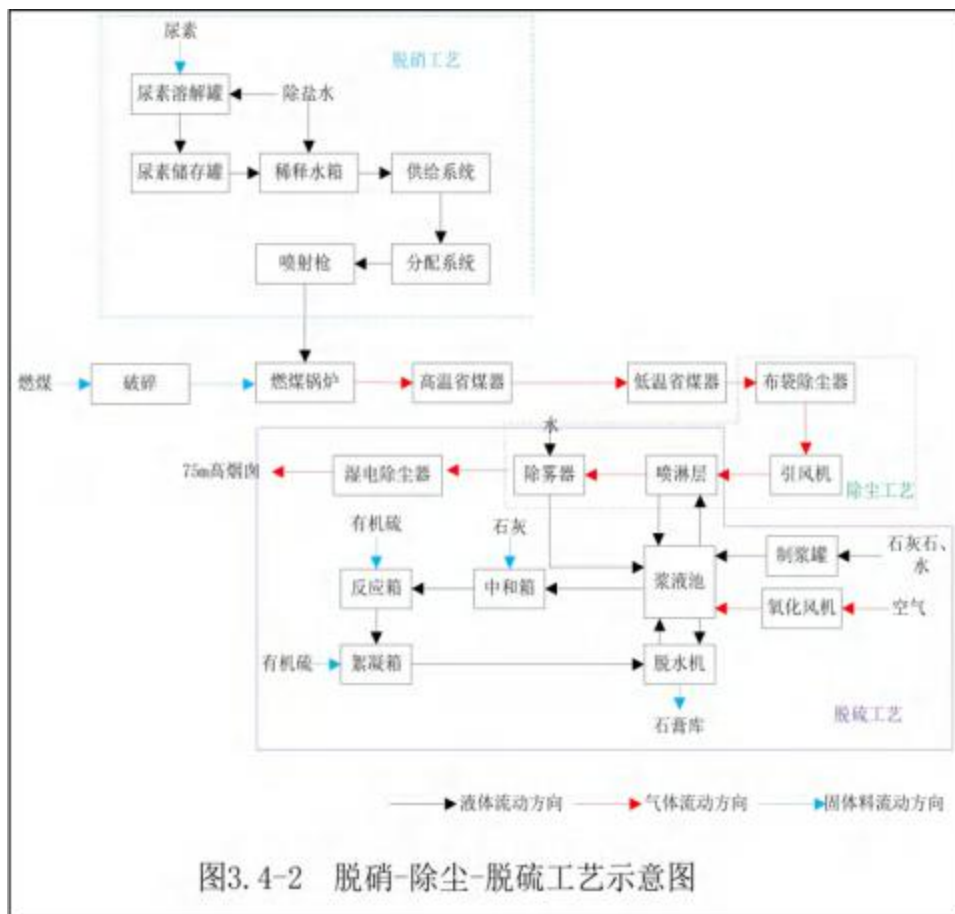 尿素
脱硝工艺
尿素溶解罐
除盐水
尿素储存罐
稀释水箱
供给系统
喷射枪
分配系统
燃煤
破碎
燃煤锅炉
高温省煤器
低温省煤器
布袋除尘器
水
75m高烟囱
湿电除尘器
除雾器
喷淋层
引风机
除尘工艺
有机硫
石灰
反应箱
中和箱
浆液池
制浆罐
石灰石、
水
氧化风机
空气
有机硫
絮凝箱
脱水机
石膏库
脱硫工艺
液体流动方向
气体流动方向
固体料流动方向
图3.4-2 脱硝-除尘-脱硫工艺示意图